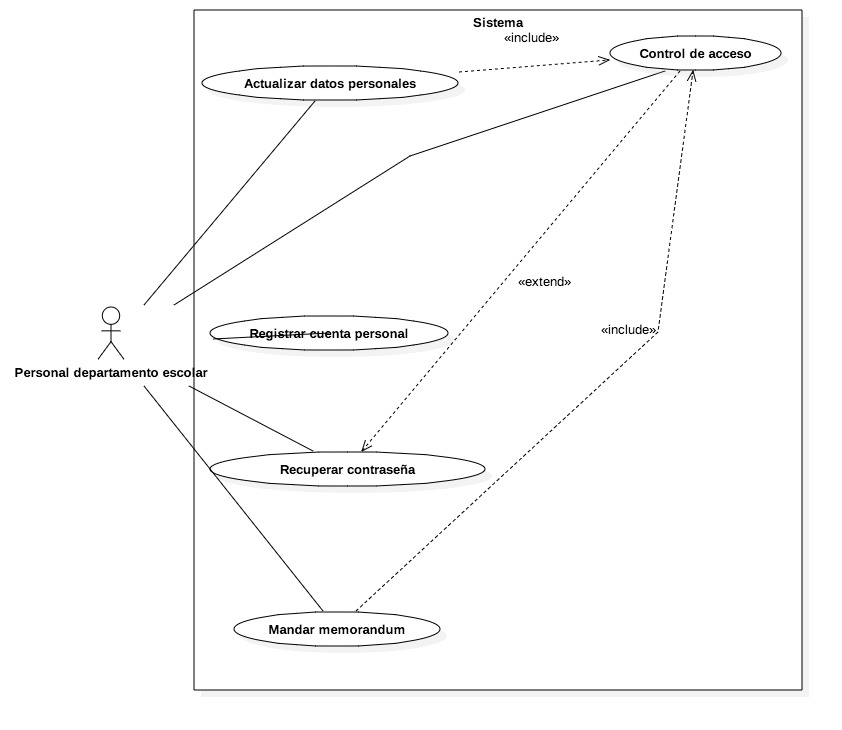 Sistema
«include»
Control de acceso
Actualizar datos personales
«extend»
«include»
Registrar cuenta personal
Personal departamento escolar
Recuperar contraseña
Mandar memorandum